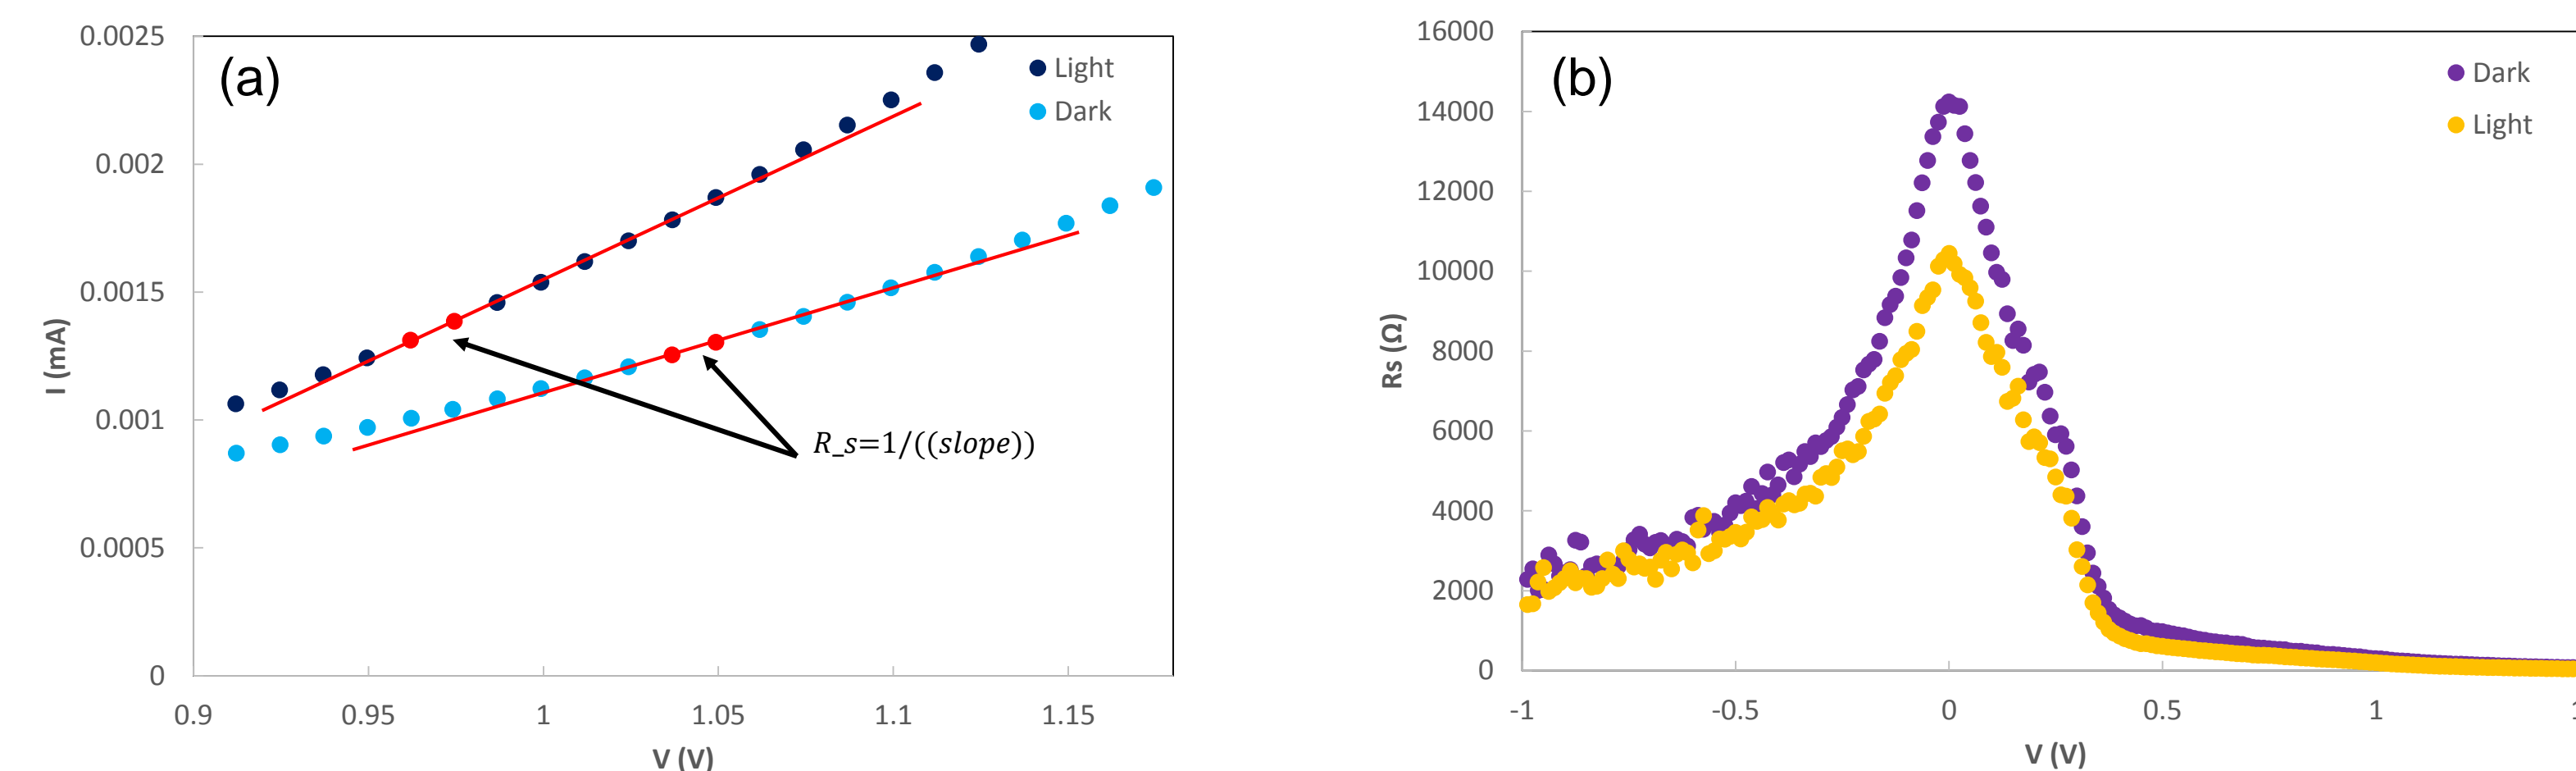 (a)
Light
Dark
0.0025
0.002
0.0015
0.001
0.0005
0
I (mA)
R_s=1/((slope))
0.9 0.95 1 1.05 1.1 1.15
V (V)
(b)
Dark
Light
16000
14000
12000
10000
8000
6000
4000
2000
0
Rs (Ω)
-1 -0.5 0 0.5 1
V (V)